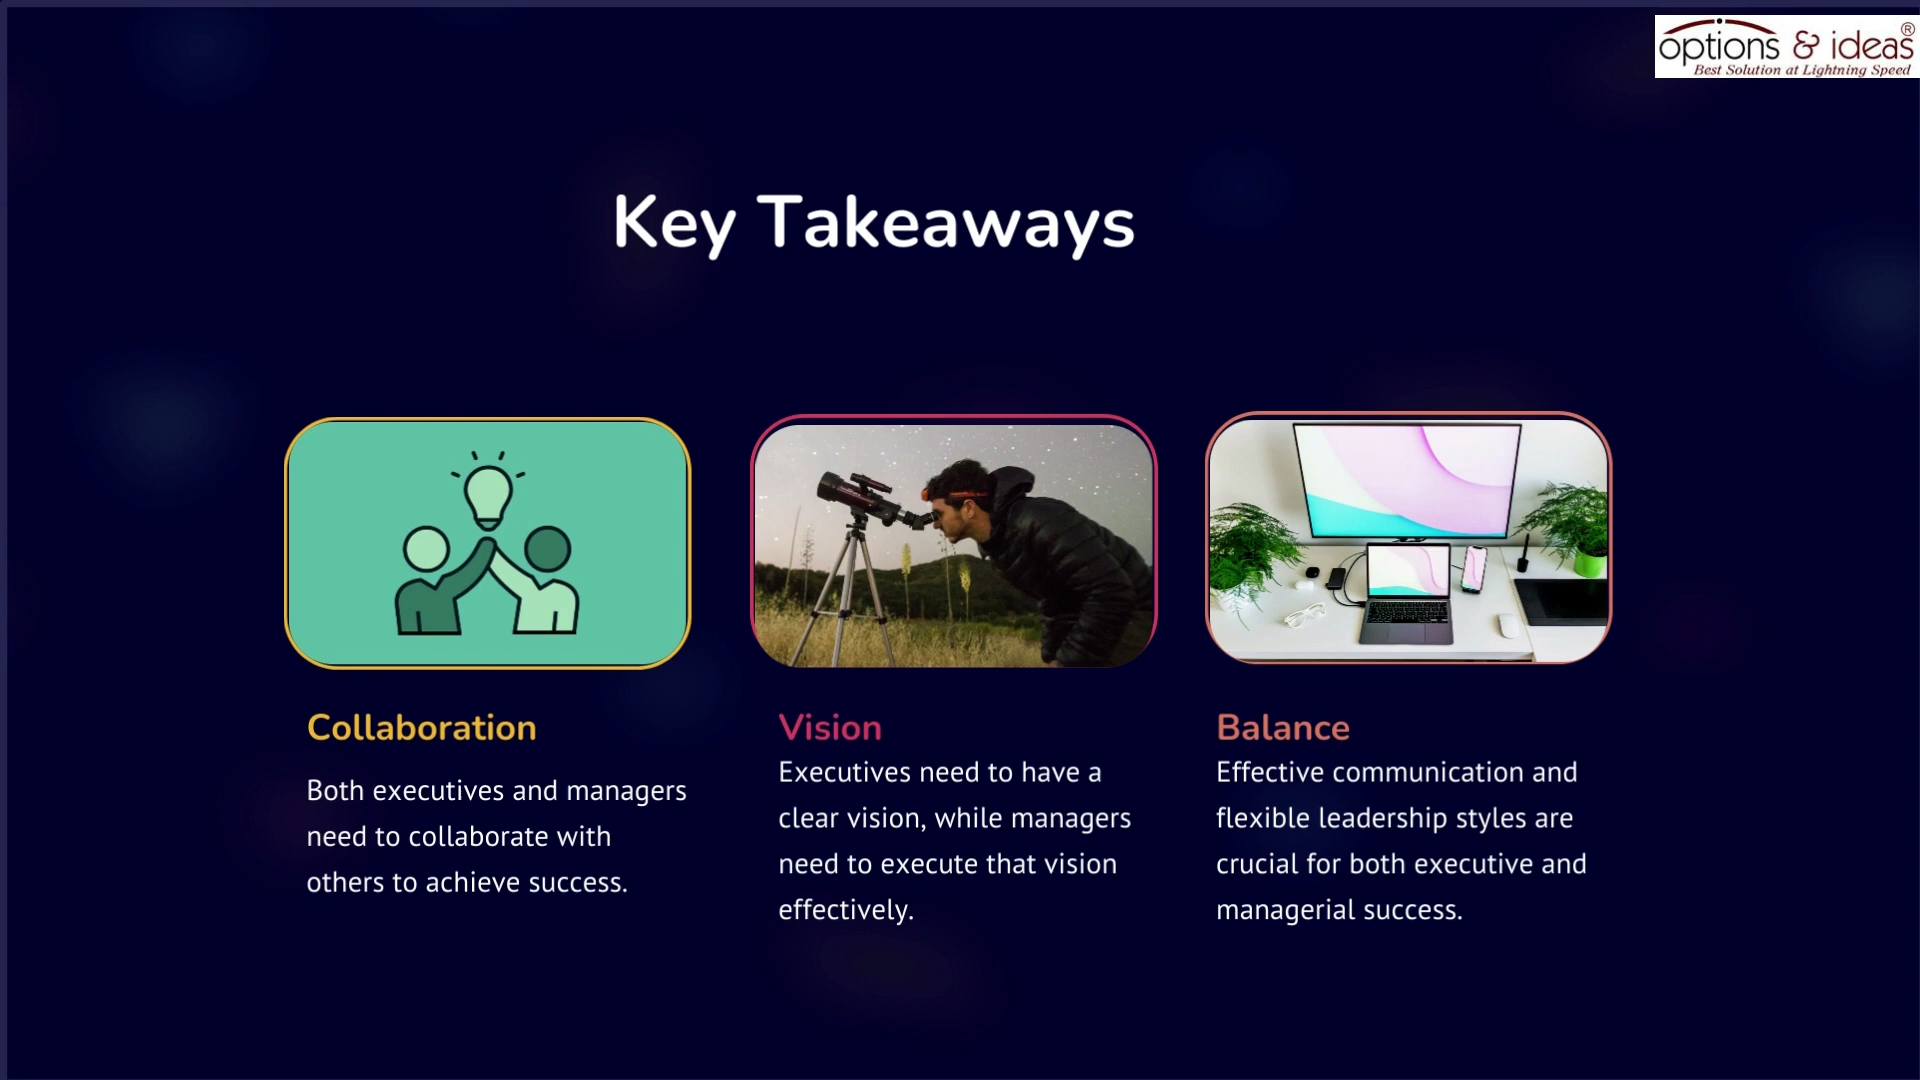 options & ideas®
Best Solution at Lightning Speed
Key Takeaways
Collaboration
Both executives and managers
need to collaborate with
others to achieve success.
Vision
Executives need to have a
clear vision, while managers
need to execute that vision
effectively.
Balance
Effective communication and
flexible leadership styles are
crucial for both executive and
managerial success.